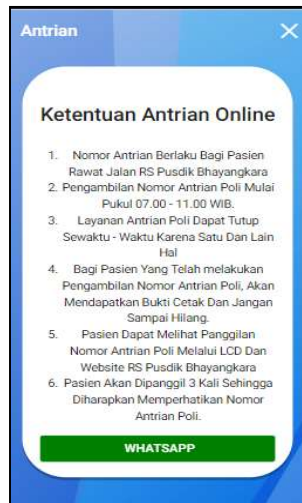 Antrian
Ketentuan Antrian Online
1. Nomor Antrian Berlaku Bagi Pasien
Rawat Jalan RS Pusdik Bhayangkara
2. Pengambilan Nomor Antrian Poli Mulai
Pukul 07.00 - 11.00 WIB.
3. Layanan Antrian Poli Dapat Tutup
Sewaktu - Waktu Karena Satu Dan Lain
Hal
4. Bagi Pasien Yang Telah melakukan
Pengambilan Nomor Antrian Poli, Akan
Mendapatkan Bukti Cetak Dan Jangan
Sampai Hilang.
5. Pasien Dapat Melihat Panggilan
Nomor Antrian Poli Melalui LCD Dan
Website RS Pusdik Bhayangkara
6. Pasien Akan Dipanggil 3 Kali Sehingga
Diharapkan Memperhatikan Nomor
Antrian Poli.
WHATSAPP